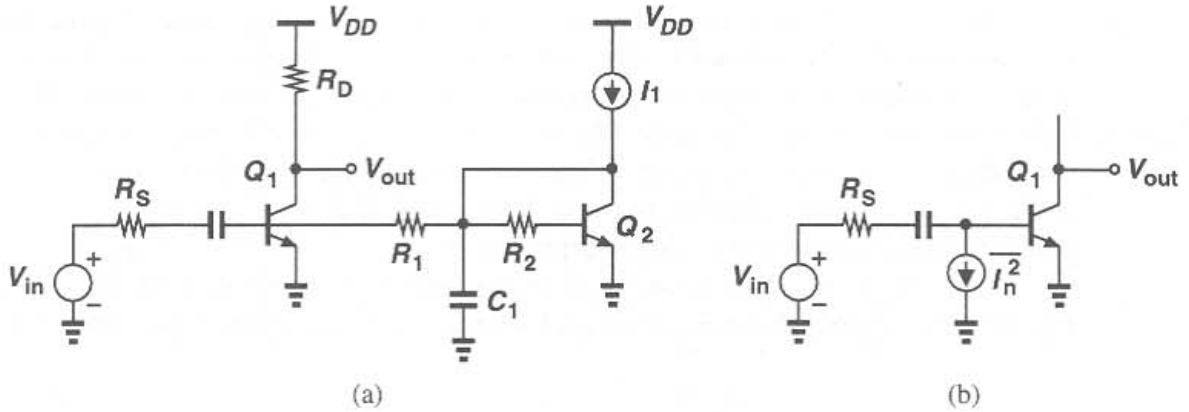 V_DD
V_DD
R_D
I_1
Q_1
V_out
Q_1
V_out
R_S
R_S
Q_2
R_1
R_2
V_in
+
–
C_1
V_in
+
–
I_n^2
(a)
(b)